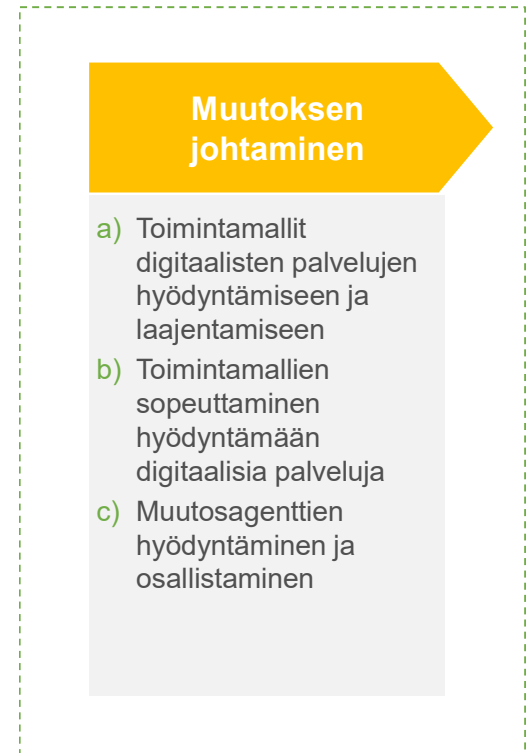 Muutoksen
johtaminen
a) Toimintamallit
digitaalisten palvelujen
hyödyntämiseen ja
laajentamiseen
b) Toimintamallien
sopeuttaminen
hyödyntämään
digitaalisia palveluja
c) Muutosagenttien
hyödyntäminen ja
osallistaminen